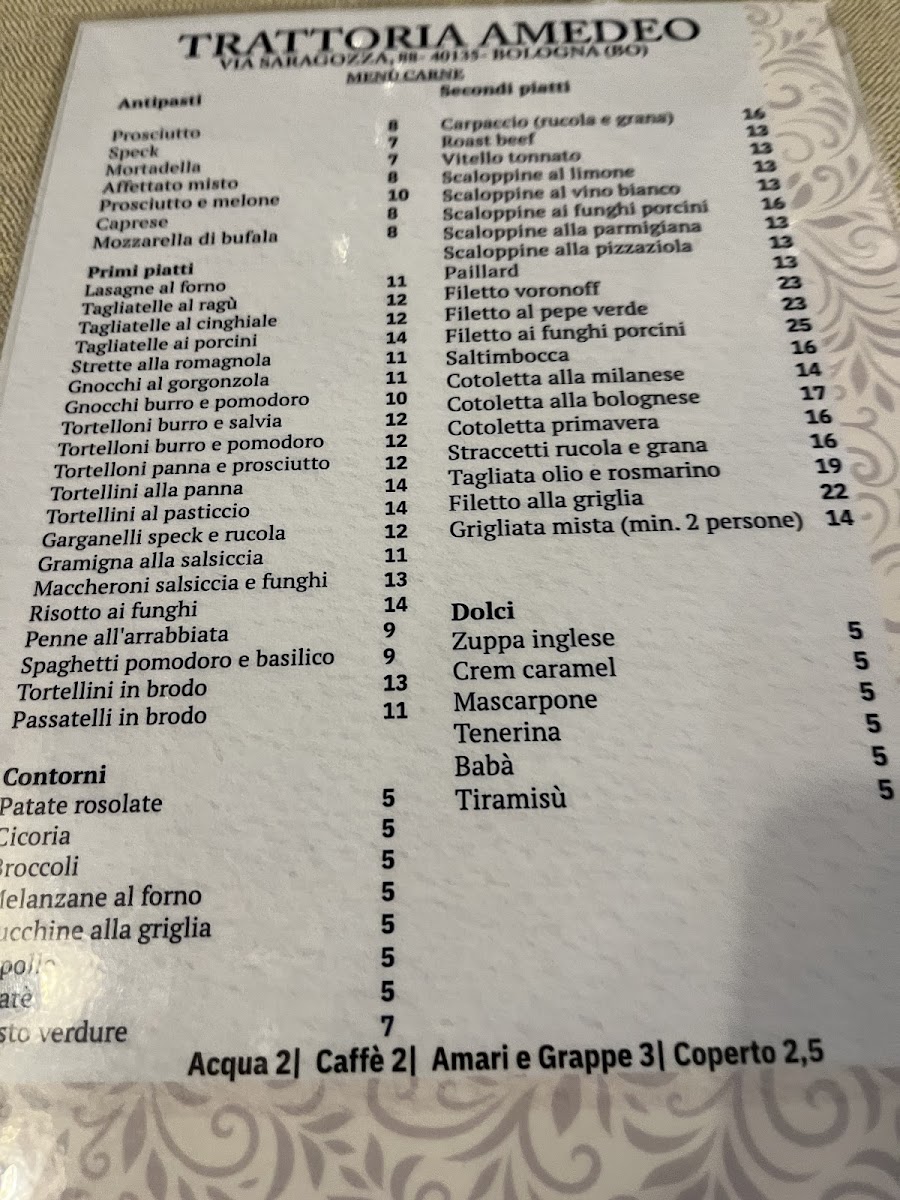 TRATTORIA AMEDEO
VIA SARAGOZZA, 88- 40135- BOLOGNA (BO)
MENÙ CARNE
Antipasti
Prosciutto 8
Speck 7
Mortadella 7
Affettato misto 8
Prosciutto e melone 10
Caprese 8
Mozzarella di bufala 8
Primi piatti
Lasagne al forno 11
Tagliatelle al ragù 12
Tagliatelle al cinghiale 12
Tagliatelle ai porcini 14
Strette alla romagnola 11
Gnocchi al gorgonzola 11
Gnocchi burro e pomodoro 10
Tortelloni burro e salvia 12
Tortelloni burro e pomodoro 12
Tortelloni panna e prosciutto 12
Tortellini alla panna 14
Tortellini al pasticcio 14
Garganelli speck e rucola 12
Gramigna alla salsiccia 11
Maccheroni salsiccia e funghi 13
Risotto ai funghi 14
Penne all'arrabbiata 9
Spaghetti pomodoro e basilico 9
Tortellini in brodo 13
Passatelli in brodo 11
Contorni
Patate rosolate 5
Cicoria 5
Broccoli 5
Melanzane al forno 5
alla griglia 5
5
5
verdure 7
Secondi piatti
Carpaccio (rucola e grana) 16
Roast beef 13
Vitello tonnato 13
Scaloppine al limone 13
Scaloppine al vino bianco 13
Scaloppine ai funghi porcini 16
Scaloppine alla parmigiana 13
Scaloppine alla pizzaziola 13
Paillard 13
Filetto voronoff 23
Filetto al pepe verde 23
Filetto ai funghi porcini 25
Saltimbocca 16
Cotoletta alla milanese 14
Cotoletta alla bolognese 17
Cotoletta primavera 16
Straccetti rucola e grana 16
Tagliata olio e rosmarino 19
Filetto alla griglia 22
Grigliata mista (min. 2 persone) 14
Dolci
Zuppa inglese 5
Crem caramel 5
Mascarpone 5
Tenerina 5
Babà 5
Tiramisù 5
Acqua 2| Caffè 2| Amari e Grappe 3| Coperto 2,5